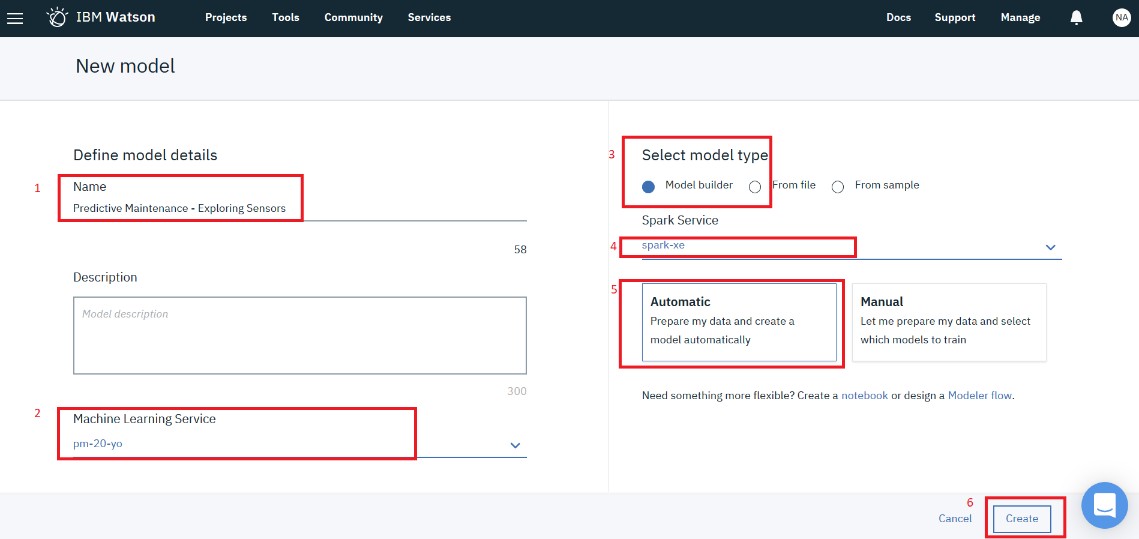 IBM Watson
Projects
Tools
Community
Services
Docs
Support
Manage
NA
New model
Define model details
1
Name
Predictive Maintenance - Exploring Sensors
58
Description
Model description
300
2
Machine Learning Service
pm-20-yo
3
Select model type
Model builder
From file
From sample
Spark Service
4
spark-xe
5
Automatic
Prepare my data and create a
model automatically
Manual
Let me prepare my data and select
which models to train
Need something more flexible? Create a notebook or design a Modeler flow.
6
Cancel
Create